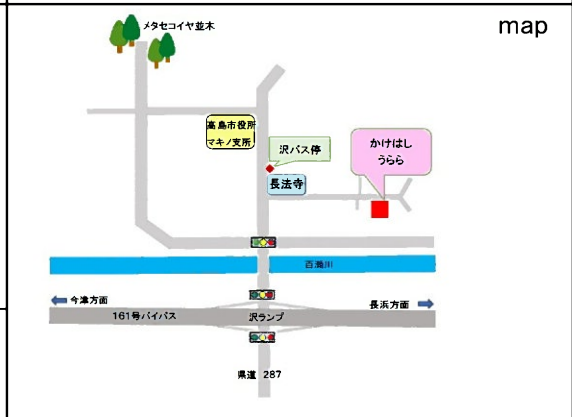 map
メタセコイヤ並木
高島市役所
マキノ支所
沢バス停
かけはし
うらら
長法寺
百瀬川
今津方面
長浜方面
161号バイパス
沢ランプ
県道 287